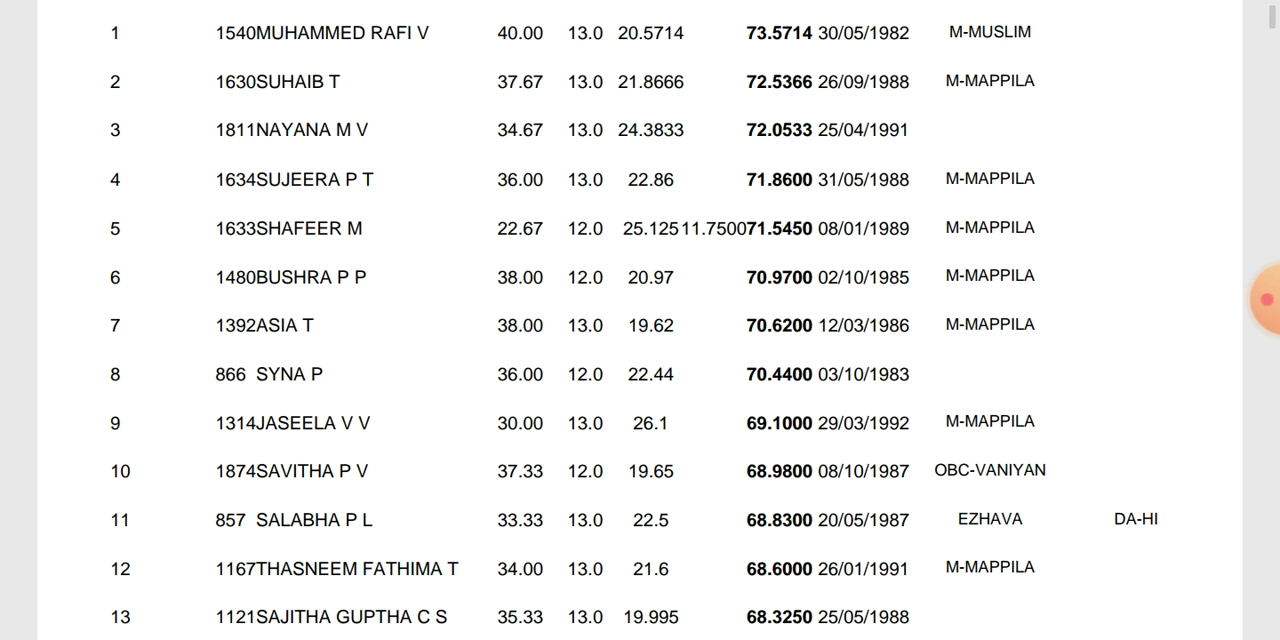 1 1540MUHAMMED RAFI V 40.00 13.0 20.5714 73.5714 30/05/1982 M-MUSLIM
2 1630SUHAIB T 37.67 13.0 21.8666 72.5366 26/09/1988 M-MAPPILA
3 1811NAYANA M V 34.67 13.0 24.3833 72.0533 25/04/1991
4 1634SUJEERA P T 36.00 13.0 22.86 71.8600 31/05/1988 M-MAPPILA
5 1633SHAFEER M 22.67 12.0 25.125 11.750071.5450 08/01/1989 M-MAPPILA
6 1480BUSHRA P P 38.00 12.0 20.97 70.9700 02/10/1985 M-MAPPILA
7 1392ASIA T 38.00 13.0 19.62 70.6200 12/03/1986 M-MAPPILA
8 866 SYNA P 36.00 12.0 22.44 70.4400 03/10/1983
9 1314JASEELA V V 30.00 13.0 26.1 69.1000 29/03/1992 M-MAPPILA
10 1874SAVITHA P V 37.33 12.0 19.65 68.9800 08/10/1987 OBC-VANIYAN
11 857 SALABHA P L 33.33 13.0 22.5 68.8300 20/05/1987 EZHAVA DA-HI
12 1167THASNEEM FATHIMA T 34.00 13.0 21.6 68.6000 26/01/1991 M-MAPPILA
13 1121SAJITHA GUPTHA C S 35.33 13.0 19.995 68.3250 25/05/1988